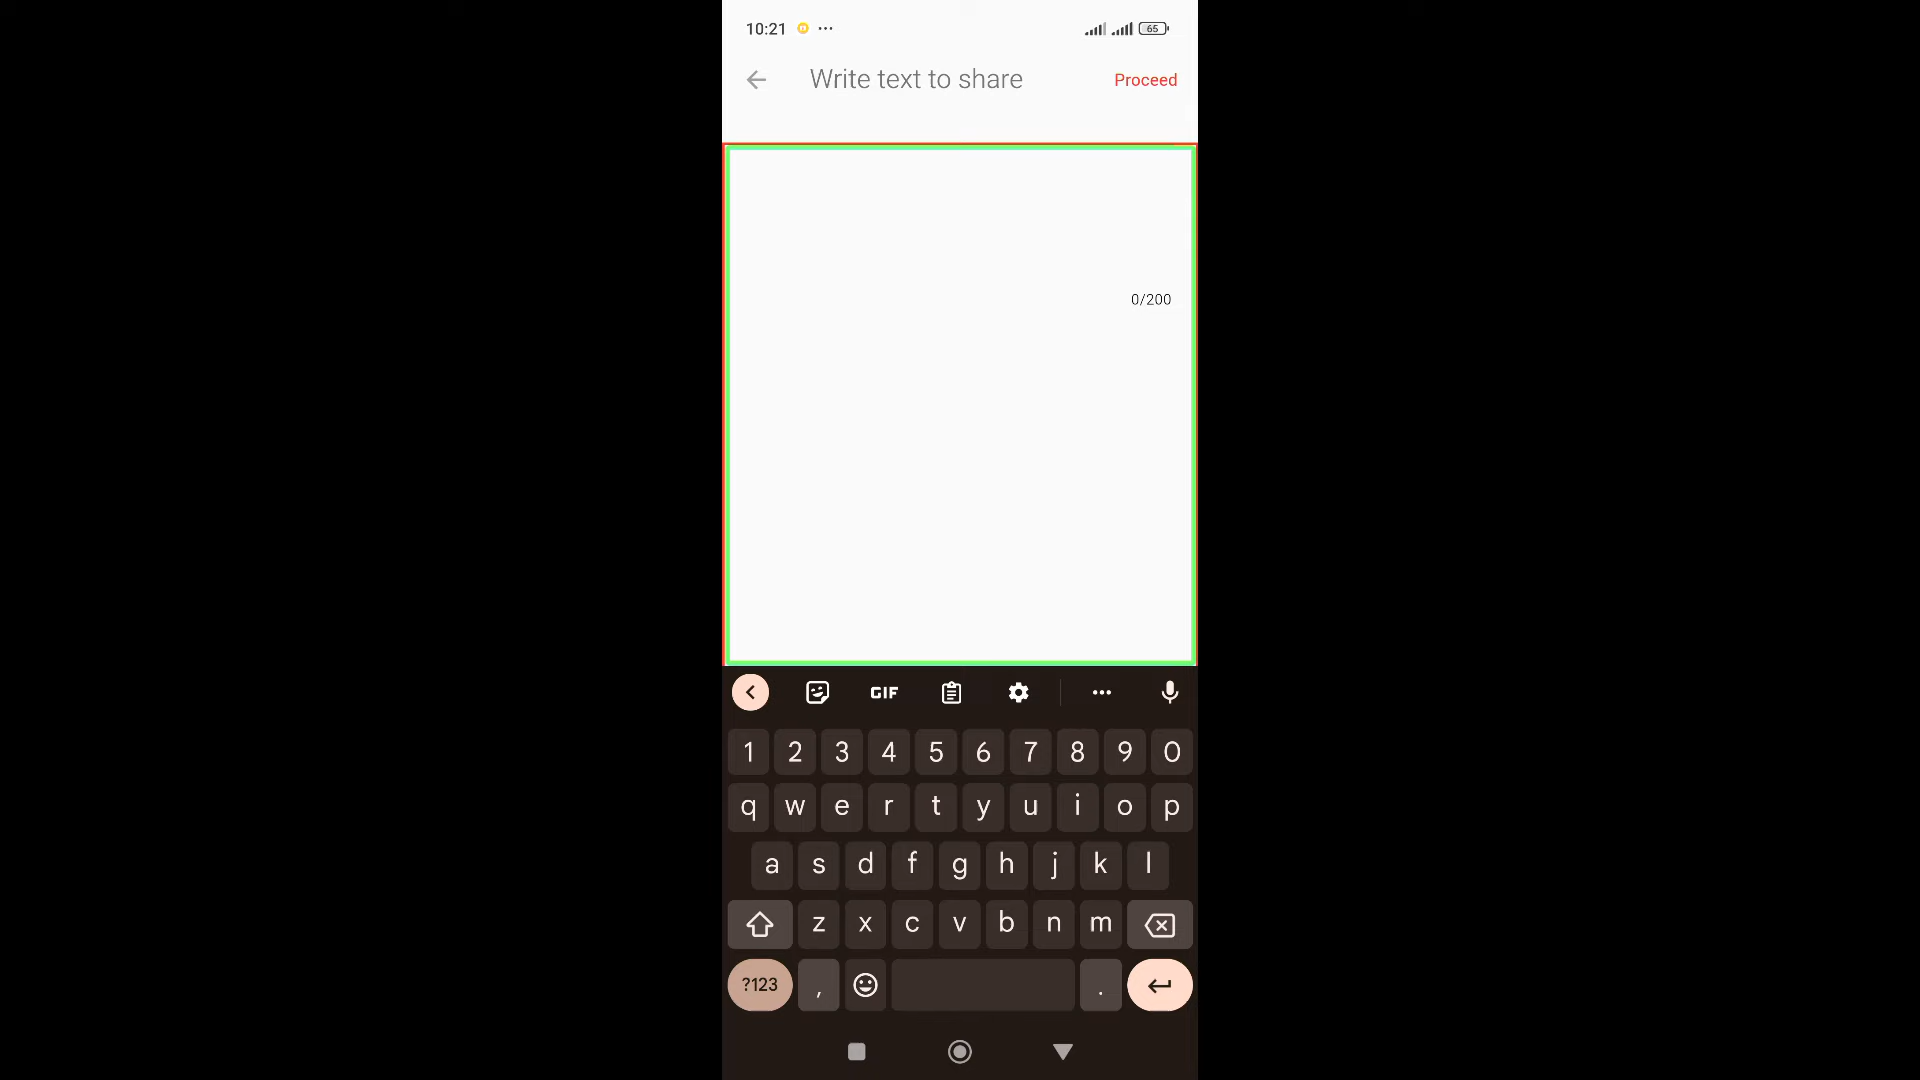 10:21 65
Write text to share Proceed
0/200
GIF
1 2 3 4 5 6 7 8 9 0
q w e r t y u i o p
a s d f g h j k l
z x c v b n m
?123 , .